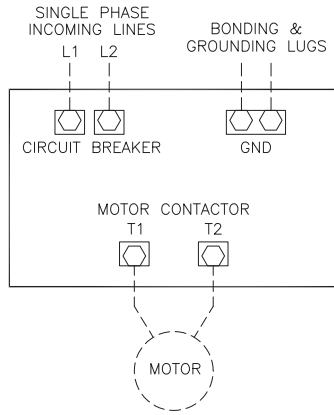 SINGLE PHASE
INCOMING LINES
L1 L2
BONDING &
GROUNDING LUGS
CIRCUIT BREAKER
GND
MOTOR CONTACTOR
T1 T2
MOTOR